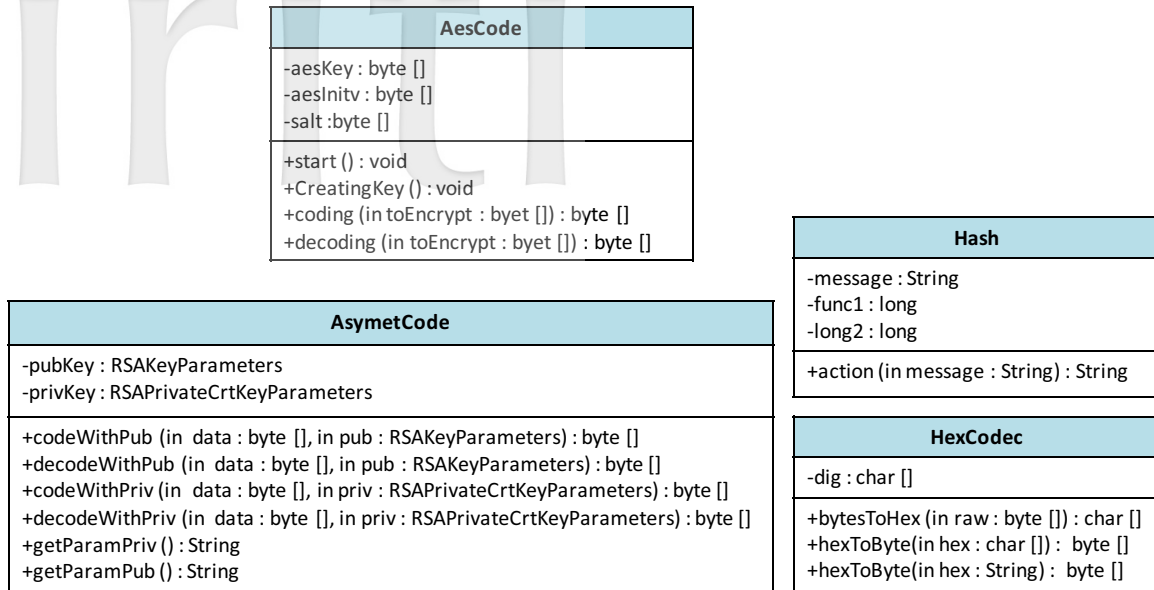 AesCode
-aesKey : byte []
-aesInitv : byte []
-salt :byte []
+start () : void
+CreatingKey () : void
+coding (in toEncrypt : byet []) : byte []
+decoding (in toEncrypt : byet []) : byte []
AsymetCode
-pubKey : RSAKeyParameters
-privKey : RSAPrivateCrtKeyParameters
+codeWithPub (in data : byte [], in pub : RSAKeyParameters) : byte []
+decodeWithPub (in data : byte [], in pub : RSAKeyParameters) : byte []
+codeWithPriv (in data : byte [], in priv : RSAPrivateCrtKeyParameters) : byte []
+decodeWithPriv (in data : byte [], in priv : RSAPrivateCrtKeyParameters) : byte []
+getParamPriv () : String
+getParamPub () : String
Hash
-message : String
-func1 : long
-long2 : long
+action (in message : String) : String
HexCodec
-dig : char []
+bytesToHex (in raw : byte []) : char []
+hexToByte(in hex : char []) : byte []
+hexToByte(in hex : String) : byte []